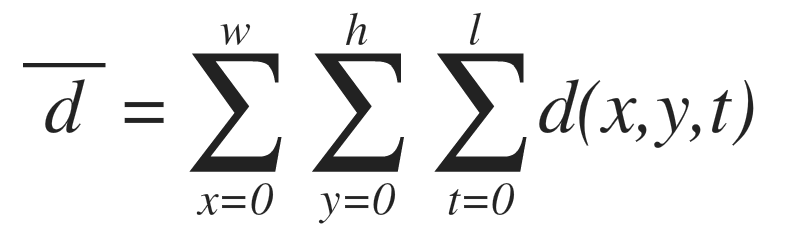 w h l
d̅ = ∑ ∑ ∑ d(x,y,t)
x=0 y=0 t=0